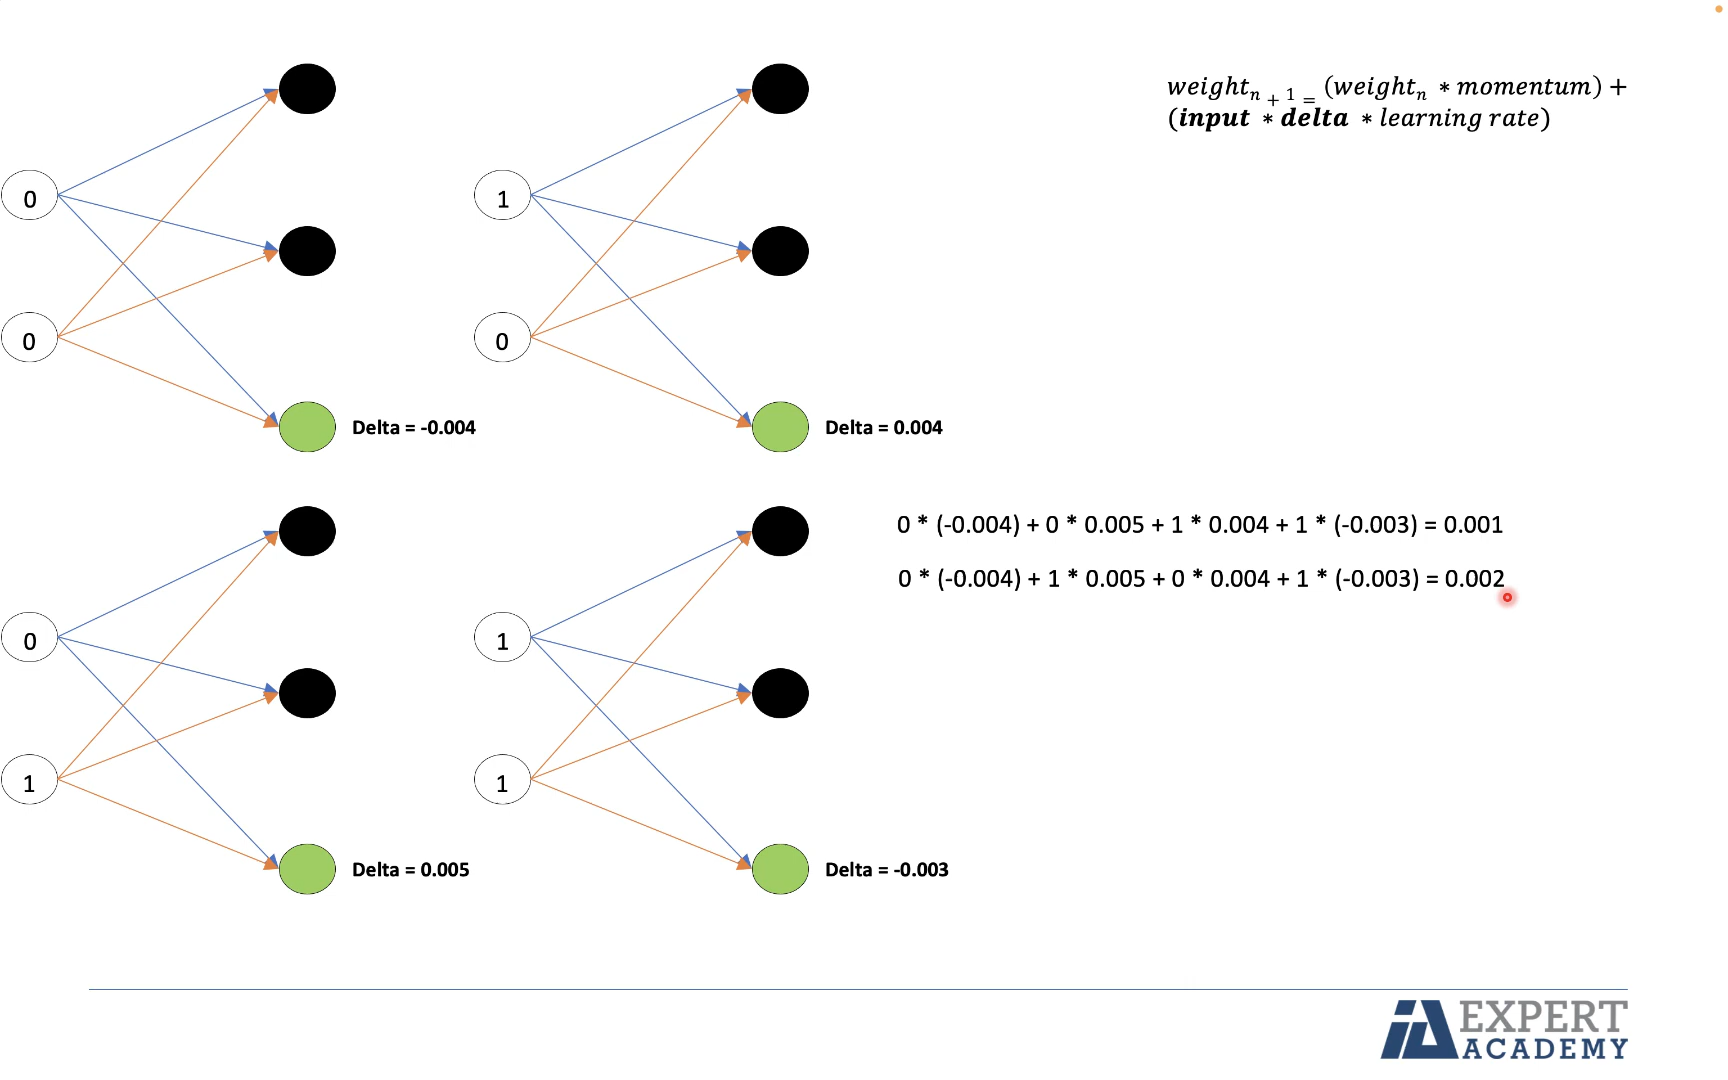 weightₙ ₊ ₁ ₌ (weightₙ * momentum) +
(input * delta * learning rate)
0
1
0
0
Delta = -0.004
Delta = 0.004
0 * (-0.004) + 0 * 0.005 + 1 * 0.004 + 1 * (-0.003) = 0.001
0 * (-0.004) + 1 * 0.005 + 0 * 0.004 + 1 * (-0.003) = 0.002
0
1
1
1
Delta = 0.005
Delta = -0.003
IA EXPERT
ACADEMY